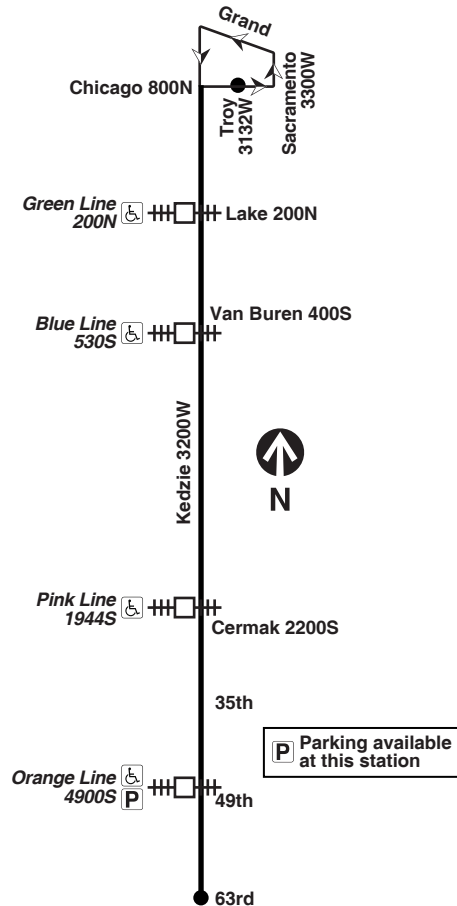 Grand
Chicago 800N
Troy
3132W
Sacramento
3300W
Green Line
200N
Lake 200N
Blue Line
530S
Van Buren 400S
Kedzie 3200W
N
Pink Line
1944S
Cermak 2200S
35th
P Parking available
at this station
Orange Line
4900S
P
49th
63rd